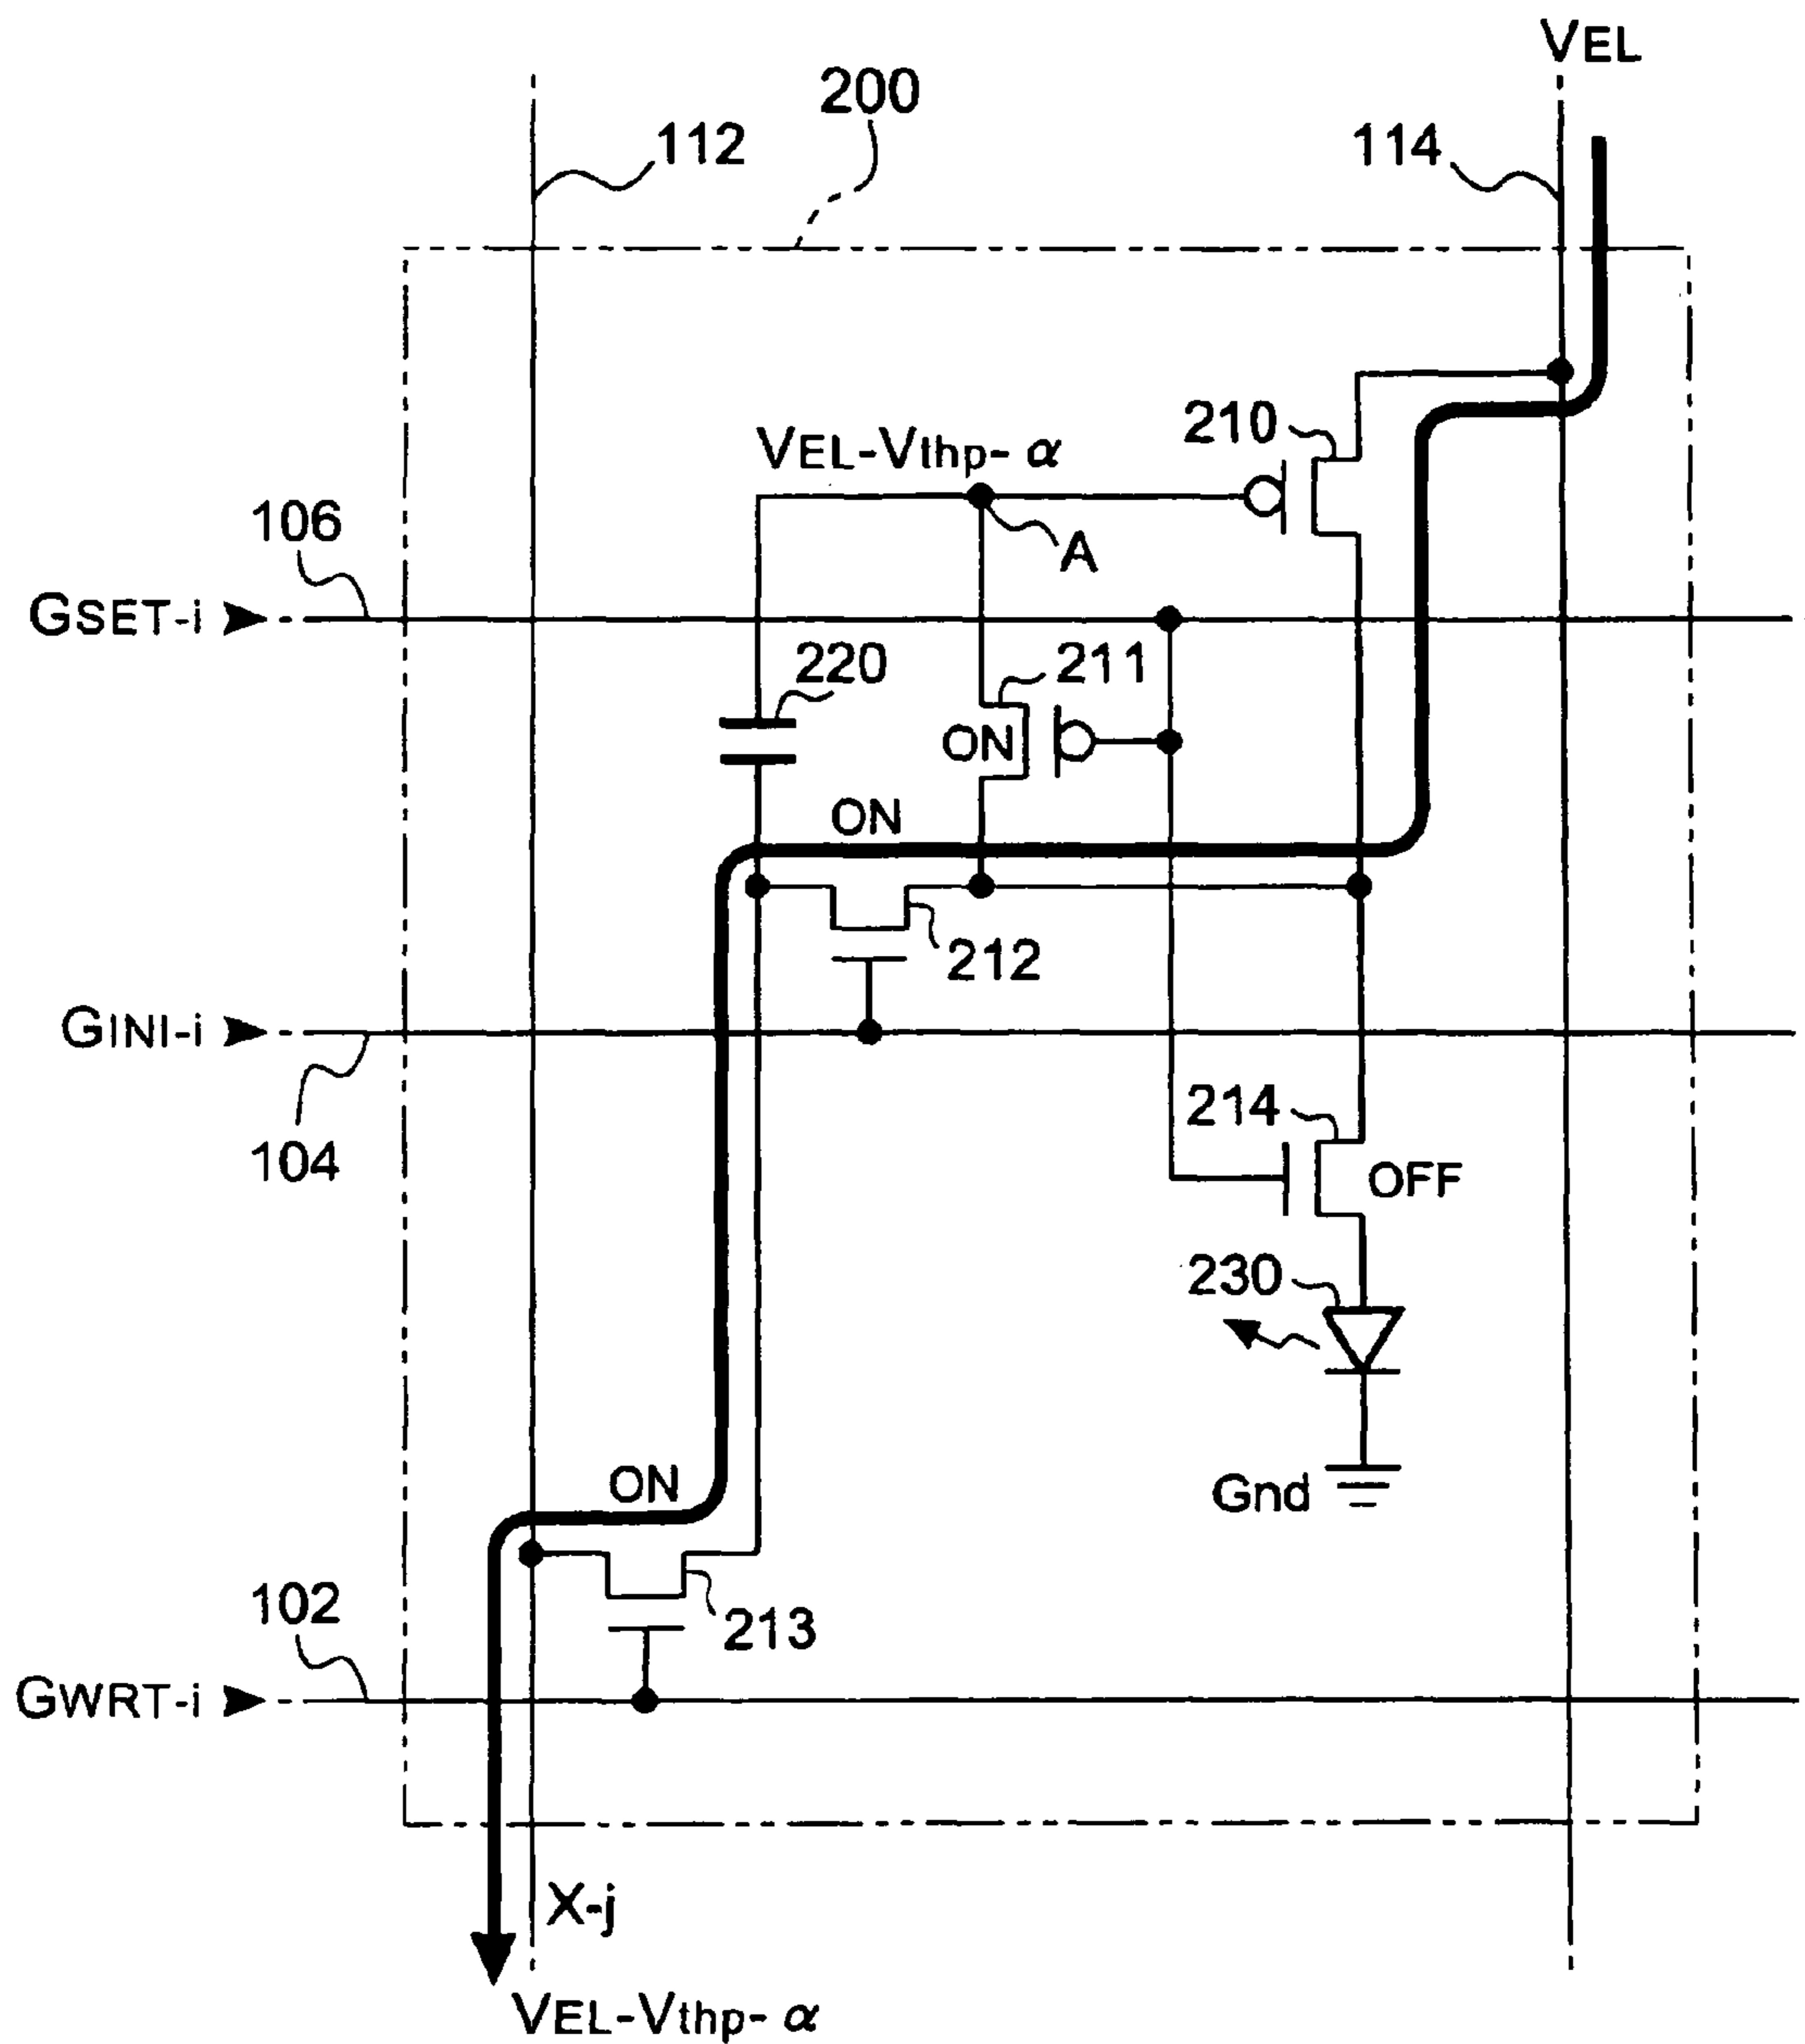 VEL
200
112
114
210
VEL-Vthp-α
106
A
GSET-i
220
211
ON
ON
212
GINI-i
104
214
OFF
230
ON
Gnd
102
213
GWRT-i
X-j
VEL-Vthp-α